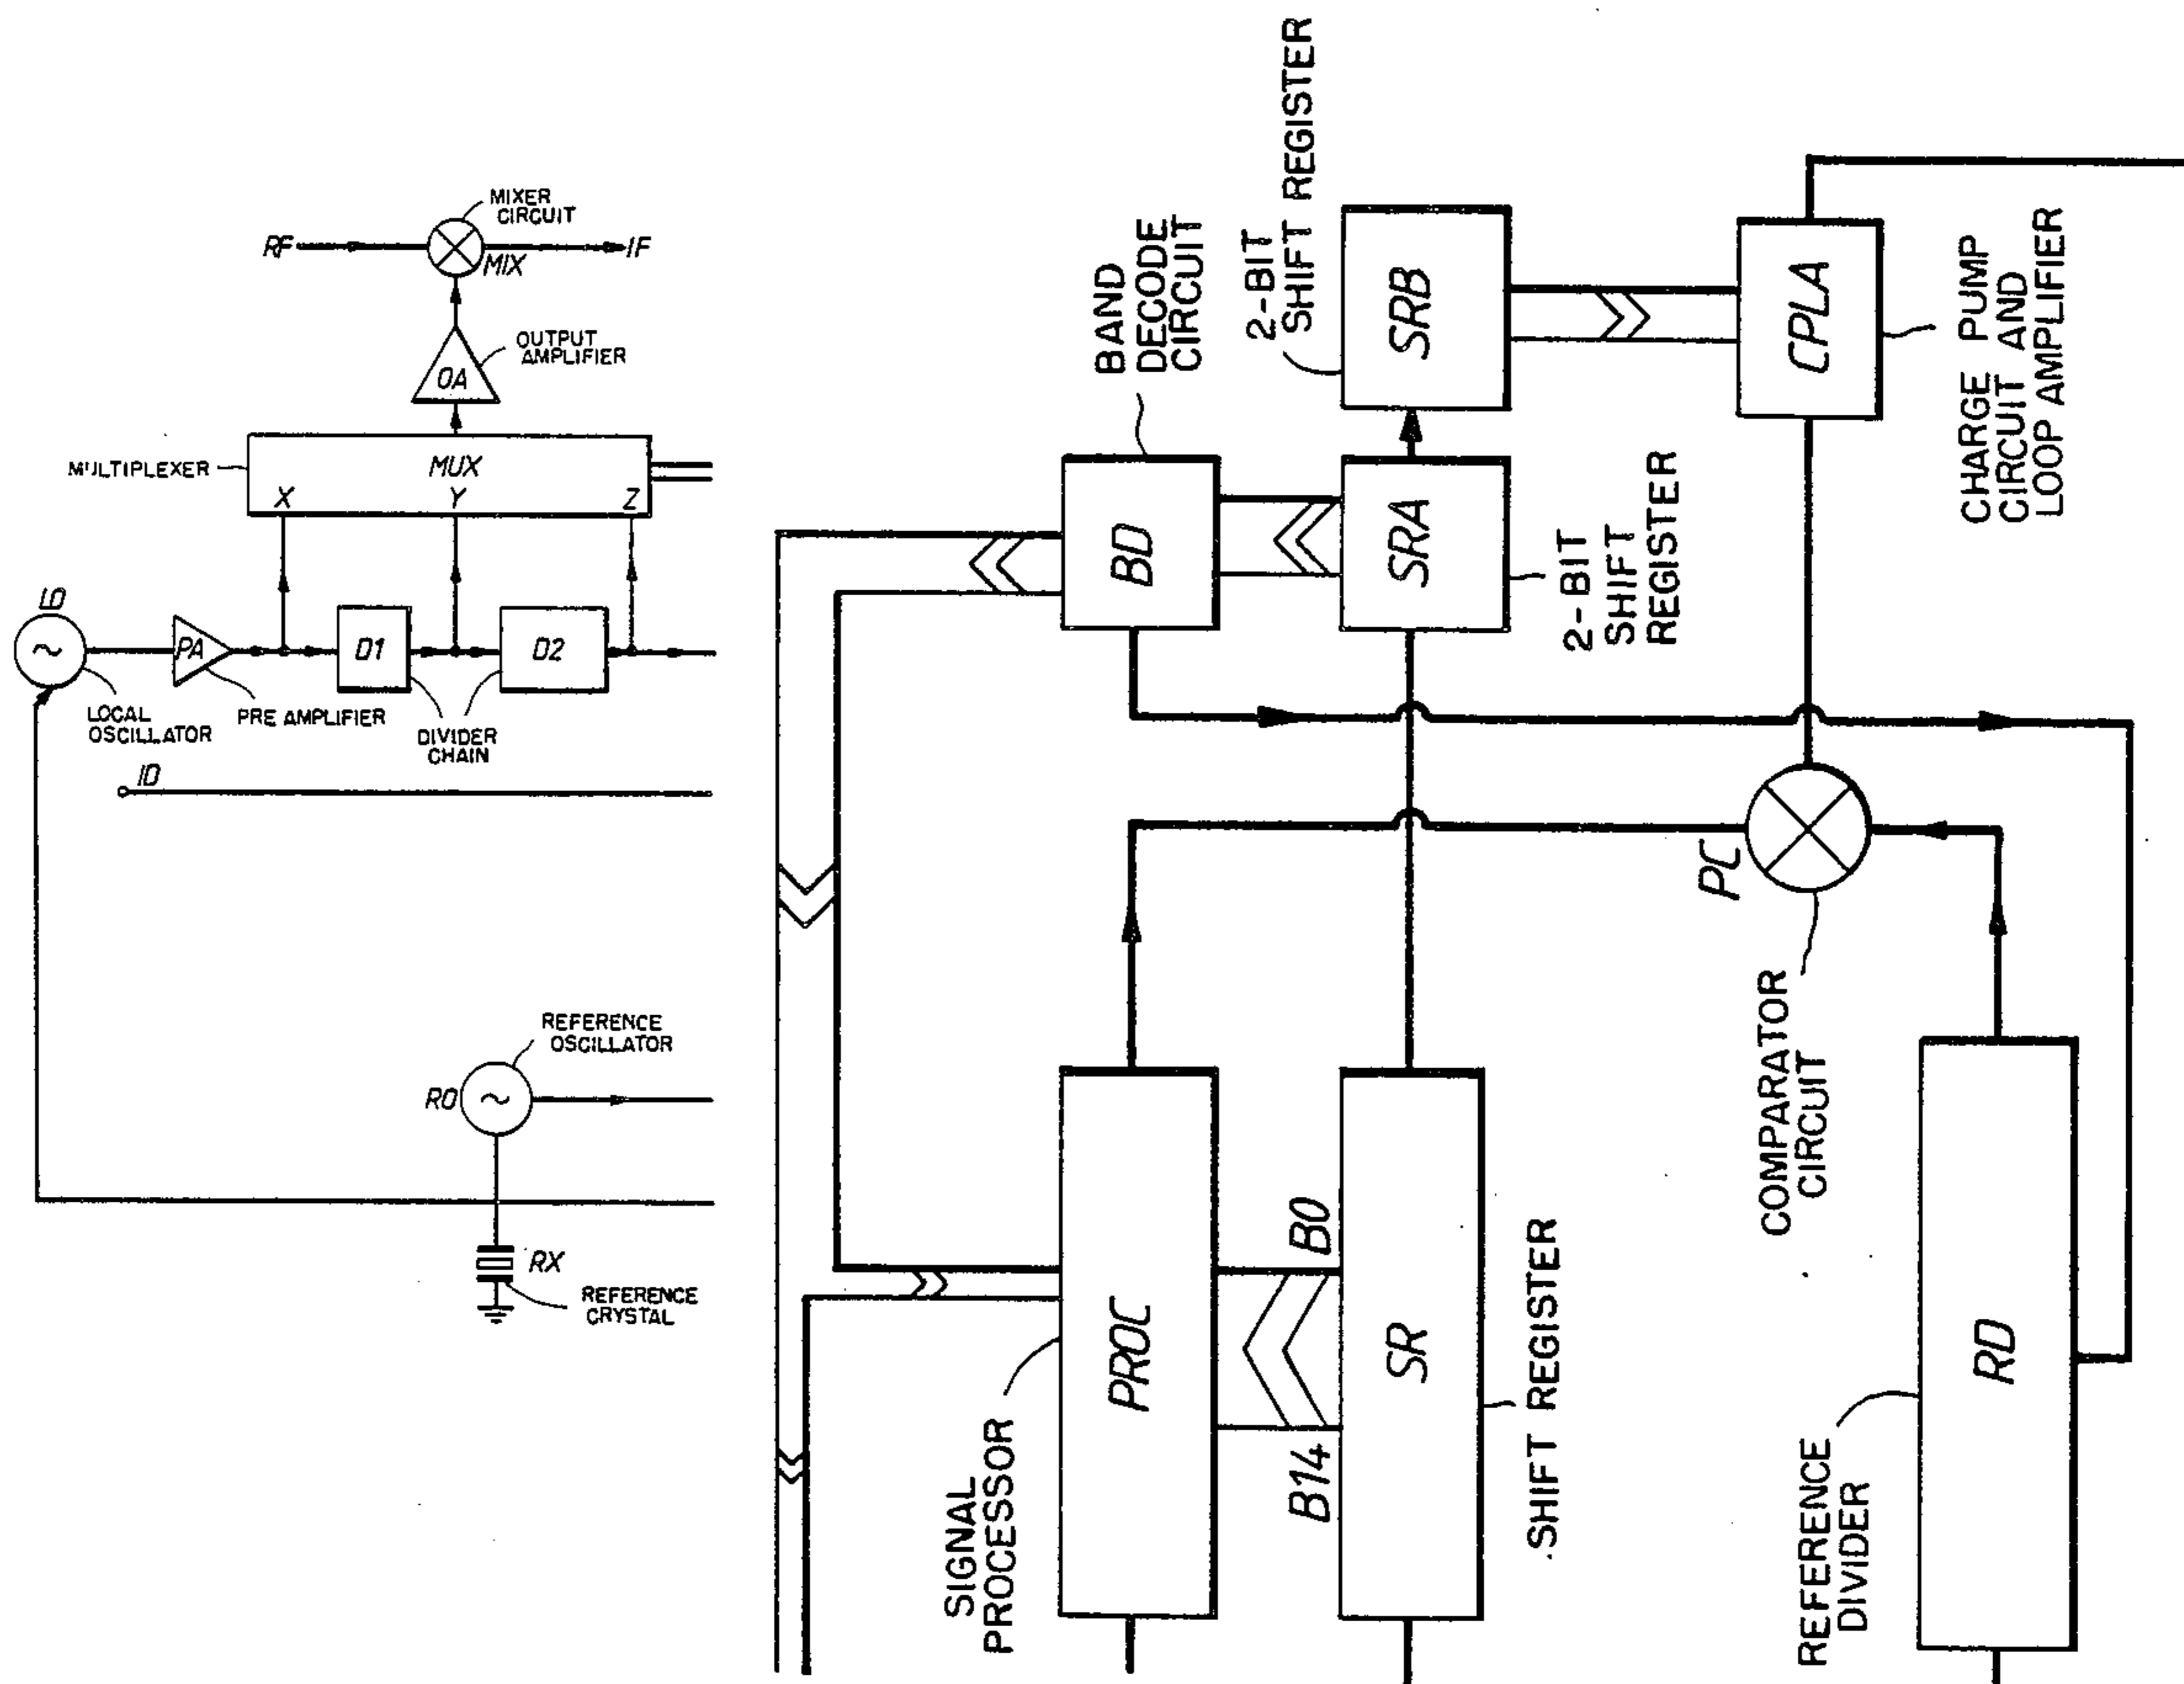 MIXER
CIRCUIT
RF
IF
MIX
OUTPUT
AMPLIFIER
OA
MULTIPLEXER
MUX
X
Y
Z
LO
PA
D1
D2
LOCAL
OSCILLATOR
PRE AMPLIFIER
DIVIDER
CHAIN
ID
REFERENCE
OSCILLATOR
RO
RX
REFERENCE
CRYSTAL
2-BIT
SHIFT REGISTER
BAND
DECODE
CIRCUIT
SRB
CPLA
CHARGE PUMP
CIRCUIT AND
LOOP AMPLIFIER
BD
SRA
2-BIT
SHIFT
REGISTER
PC
COMPARATOR
CIRCUIT
SIGNAL
PROCESSOR
PROC
B0
B14
SR
SHIFT REGISTER
REFERENCE
DIVIDER
RD